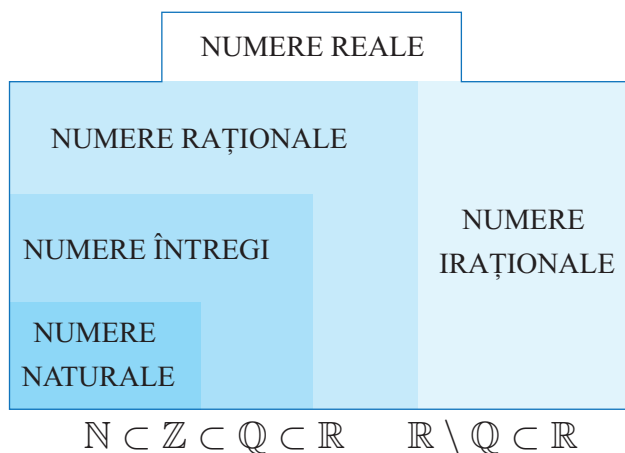 NUMERE REALE
NUMERE RAȚIONALE
NUMERE
IRAȚIONALE
NUMERE ÎNTREGI
NUMERE
NATURALE
ℕ ⊂ ℤ ⊂ ℚ ⊂ ℝ ℝ \ ℚ ⊂ ℝ